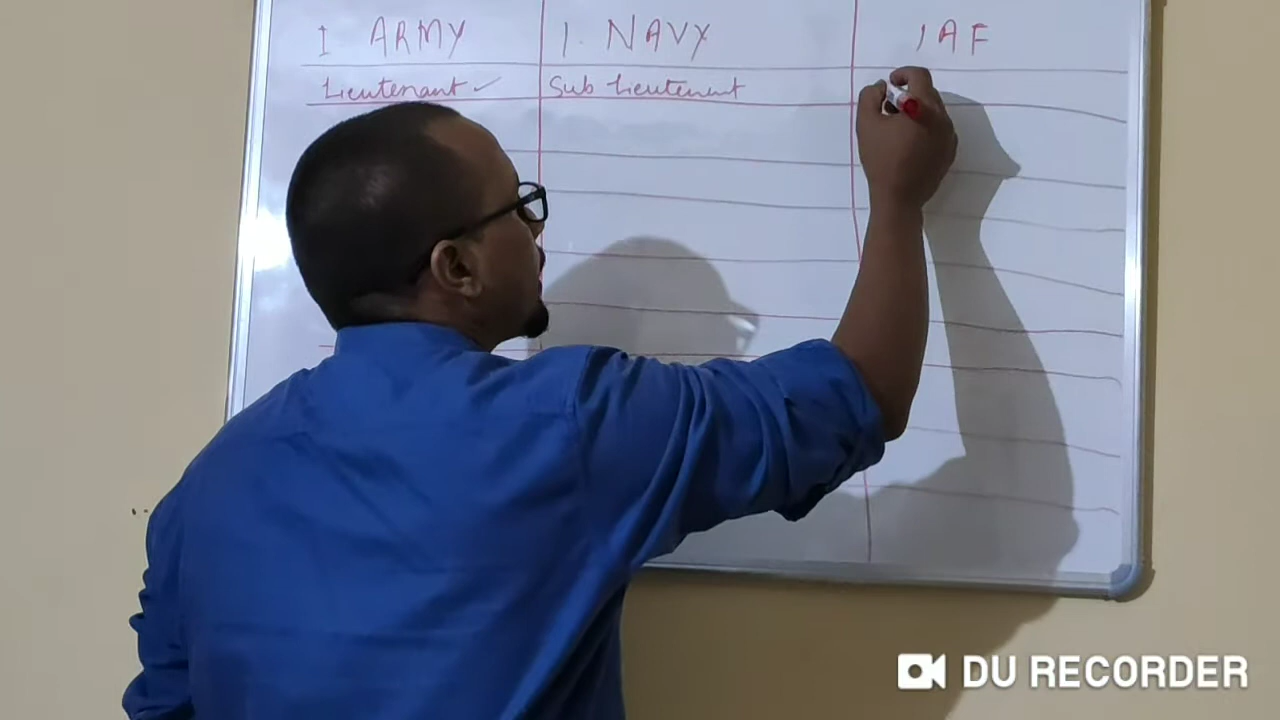 I ARMY I. NAVY IAF
Lieutenant ✓ Sub Lieutenant
DU RECORDER